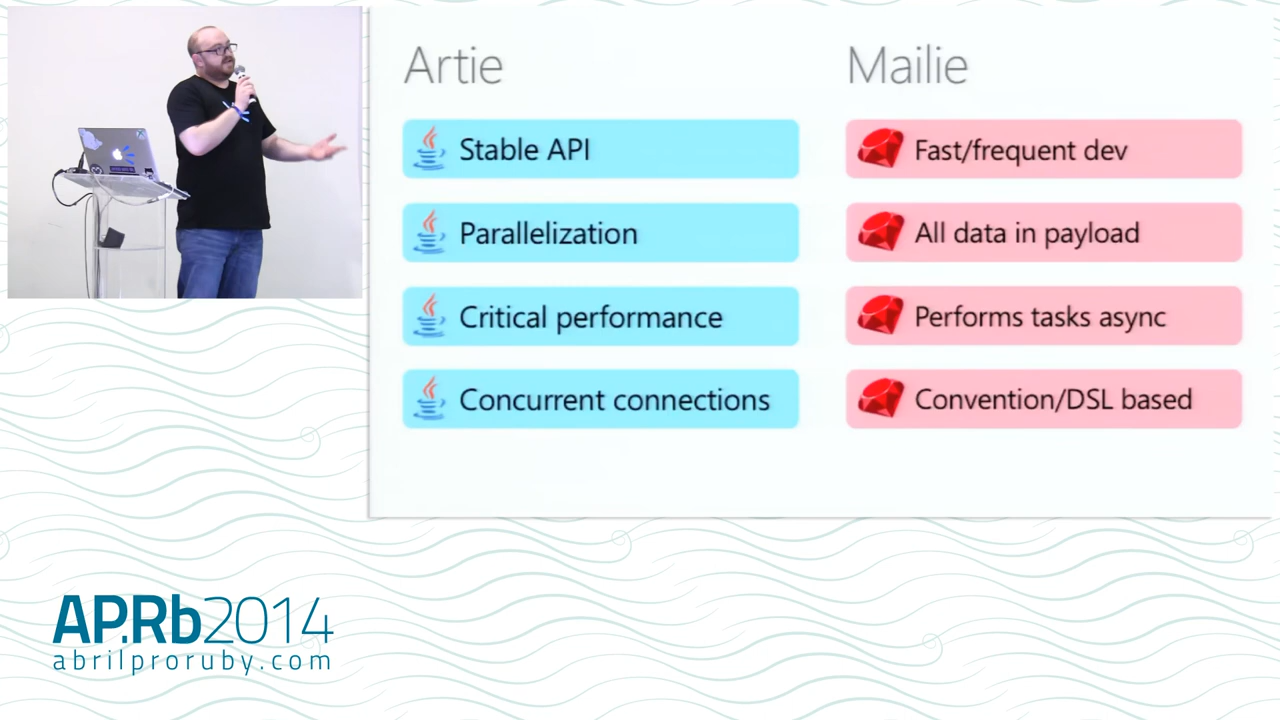 Artie
Stable API
Parallelization
Critical performance
Concurrent connections
Mailie
Fast/frequent dev
All data in payload
Performs tasks async
Convention/DSL based
AP.Rb2014
abrilproruby.com